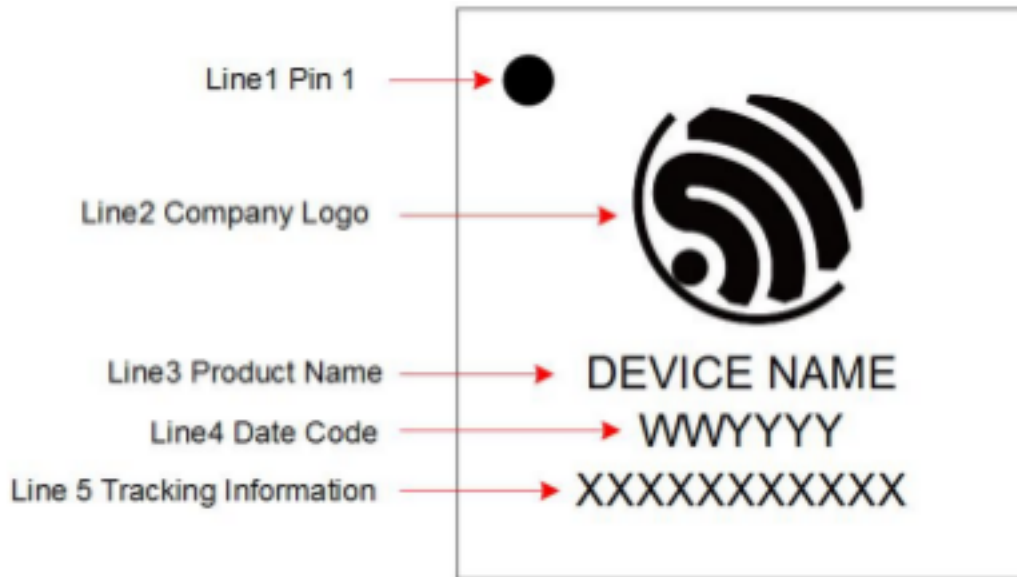 Line1 Pin 1
Line2 Company Logo
Line3 Product Name
DEVICE NAME
Line4 Date Code
WWYYYY
Line 5 Tracking Information
XXXXXXXXXXX